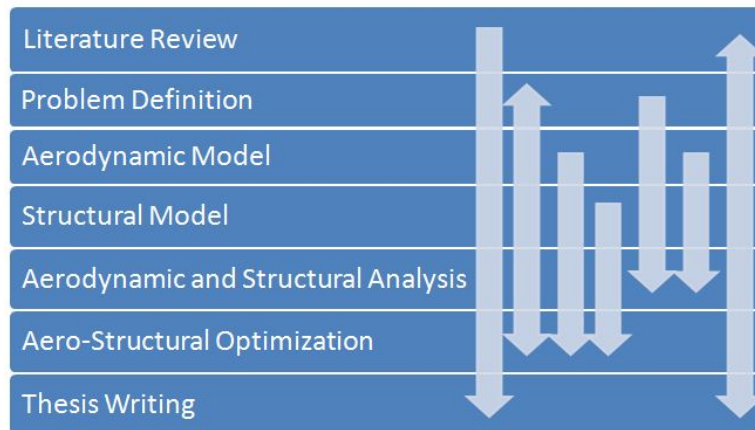 Literature Review
Problem Definition
Aerodynamic Model
Structural Model
Aerodynamic and Structural Analysis
Aero-Structural Optimization
Thesis Writing